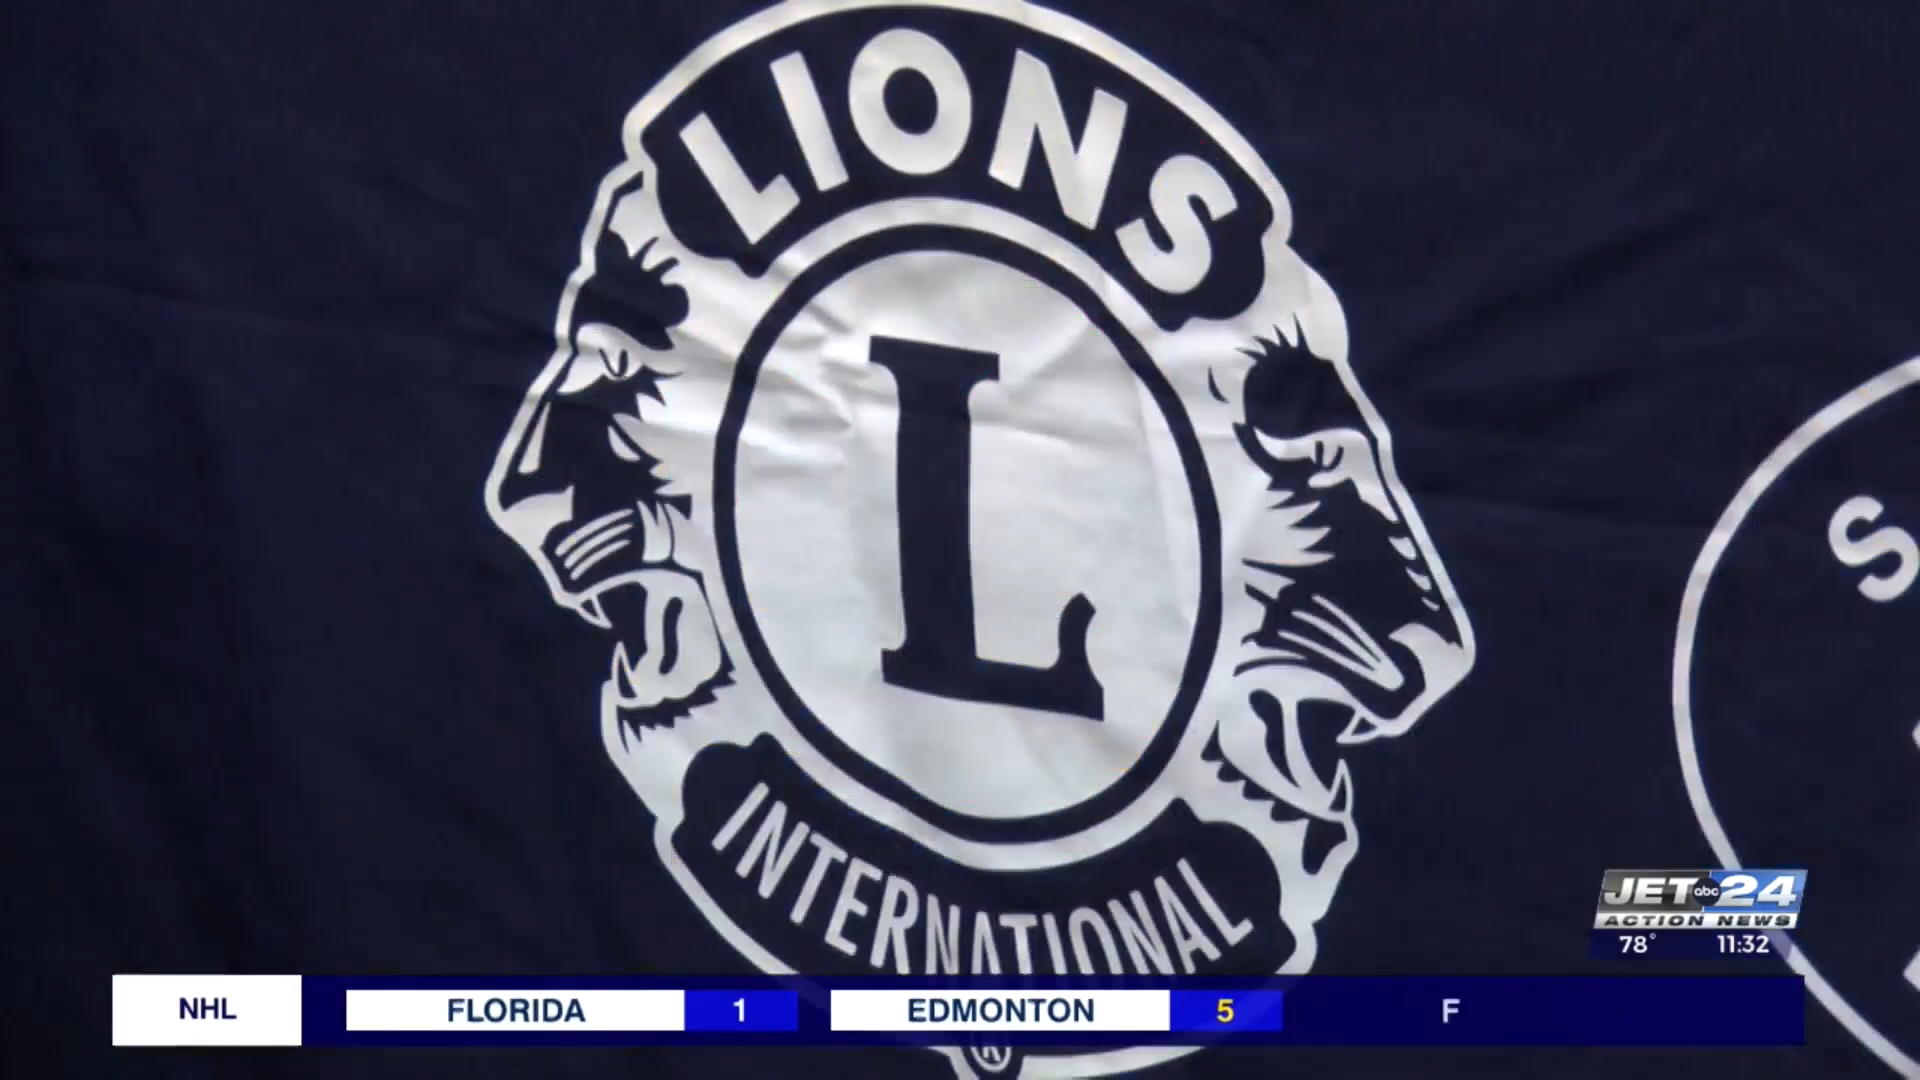 LIONS
L
INTERNATIONAL
®
S
JET abc 24
ACTION NEWS
78° 11:32
NHL FLORIDA 1 EDMONTON 5 F